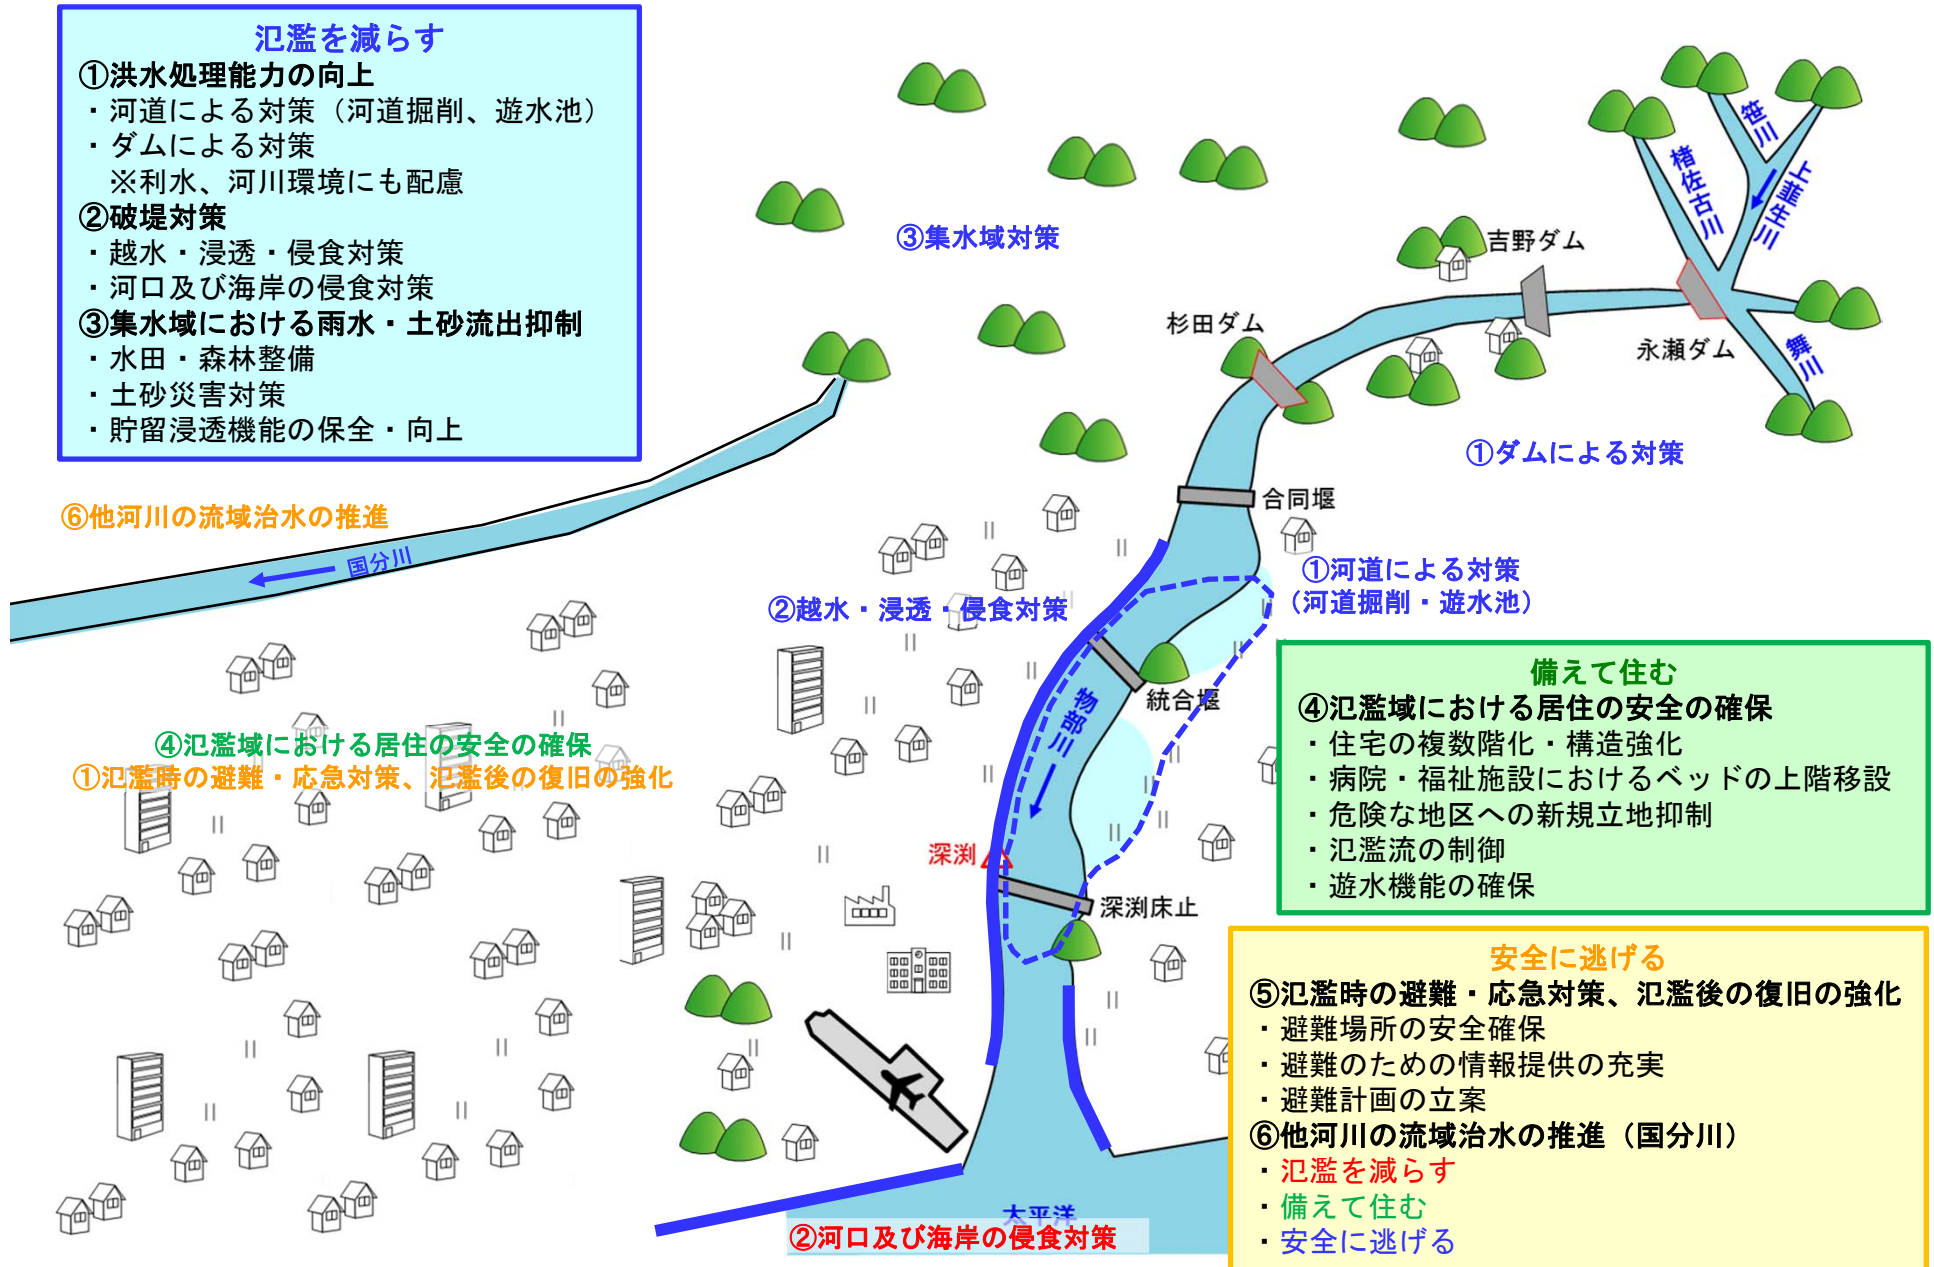 氾濫を減らす
①洪水処理能力の向上
・河道による対策（河道掘削、遊水池）
・ダムによる対策
※利水、河川環境にも配慮
②破堤対策
・越水・浸透・侵食対策
・河口及び海岸の侵食対策
③集水域における雨水・土砂流出抑制
・水田・森林整備
・土砂災害対策
・貯留浸透機能の保全・向上
笹川
楮佐古川
上韮生川
③集水域対策
吉野ダム
杉田ダム
永瀬ダム
舞川
①ダムによる対策
合同堰
⑥他河川の流域治水の推進
国分川
①河道による対策
（河道掘削・遊水池）
②越水・浸透・侵食対策
統合堰
物部川
④氾濫域における居住の安全の確保
①氾濫時の避難・応急対策、氾濫後の復旧の強化
深渕
深渕床止
備えて住む
④氾濫域における居住の安全の確保
・住宅の複数階化・構造強化
・病院・福祉施設におけるベッドの上階移設
・危険な地区への新規立地抑制
・氾濫流の制御
・遊水機能の確保
安全に逃げる
⑤氾濫時の避難・応急対策、氾濫後の復旧の強化
・避難場所の安全確保
・避難のための情報提供の充実
・避難計画の立案
⑥他河川の流域治水の推進（国分川）
・氾濫を減らす
・備えて住む
・安全に逃げる
太平洋
②河口及び海岸の侵食対策